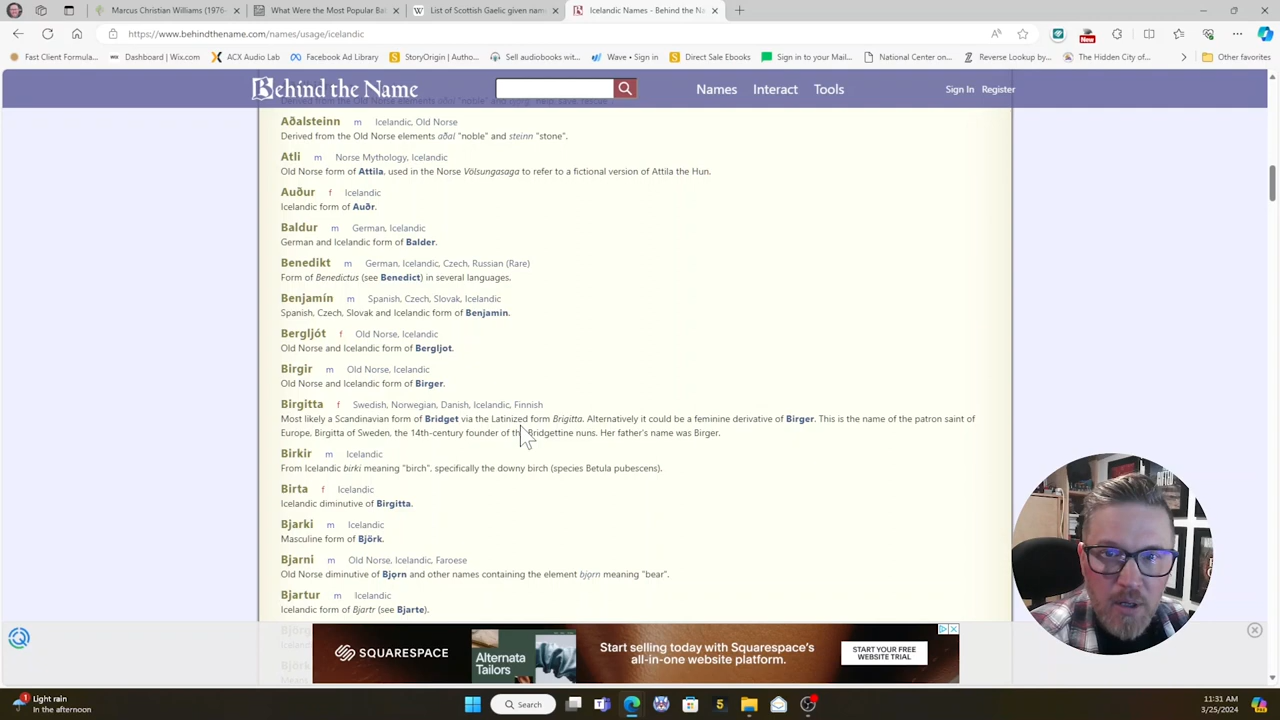 Marcus Christian Williams (1976-
What Were the Most Popular Ba
List of Scottish Gaelic given nam
Icelandic Names - Behind the Na
https://www.behindthename.com/names/usage/icelandic
New
Fast Client Formula...
Dashboard | Wix.com
ACX Audio Lab
Facebook Ad Library
StoryOrigin | Autho...
Sell audiobooks wit...
Wave • Sign in
Direct Sale Ebooks
Sign in to your Mail...
National Center on...
Reverse Lookups &...
The Hidden City of...
Other favorites
Behind the Name
Names
Interact
Tools
Sign In
Register
Aðalsteinn m Icelandic, Old Norse
Derived from the Old Norse elements aðal "noble" and steinn "stone".
Atli m Norse Mythology, Icelandic
Old Norse form of Attila, used in the Norse Völsungasaga to refer to a fictional version of Attila the Hun.
Auður f Icelandic
Icelandic form of Auðr.
Baldur m German, Icelandic
German and Icelandic form of Balder.
Benedikt m German, Icelandic, Czech, Russian (Rare)
Form of Benedictus (see Benedict) in several languages.
Benjamín m Spanish, Czech, Slovak, Icelandic
Spanish, Czech, Slovak and Icelandic form of Benjamin.
Bergljót f Old Norse, Icelandic
Old Norse and Icelandic form of Bergljot.
Birgir m Old Norse, Icelandic
Old Norse and Icelandic form of Birger.
Birgitta f Swedish, Norwegian, Danish, Icelandic, Finnish
Most likely a Scandinavian form of Bridget via the Latinized form Brigitta. Alternatively it could be a feminine derivative of Birger. This is the name of the patron saint of
Europe, Birgitta of Sweden, the 14th-century founder of the Bridgettine nuns. Her father's name was Birger.
Birkir m Icelandic
From Icelandic birki meaning "birch", specifically the downy birch (species Betula pubescens).
Birta f Icelandic
Icelandic diminutive of Birgitta.
Bjarki m Icelandic
Masculine form of Björk.
Bjarni m Old Norse, Icelandic, Faroese
Old Norse diminutive of Bjǫrn and other names containing the element bjǫrn meaning "bear".
Bjartur m Icelandic
Icelandic form of Bjartr (see Bjarte).
SQUARESPACE
Alternata
Tailors
Start selling today with Squarespace's
all-in-one website platform.
START YOUR FREE
WEBSITE TRIAL
1
Light rain
In the afternoon
Search
11:31 AM
3/25/2024